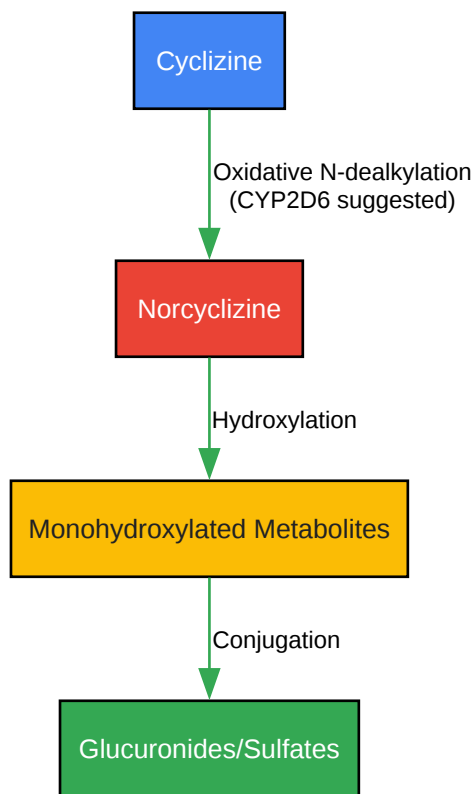 Cyclizine
Oxidative N-dealkylation
(CYP2D6 suggested)
Norcyclizine
Hydroxylation
Monohydroxylated Metabolites
Conjugation
Glucuronides/Sulfates